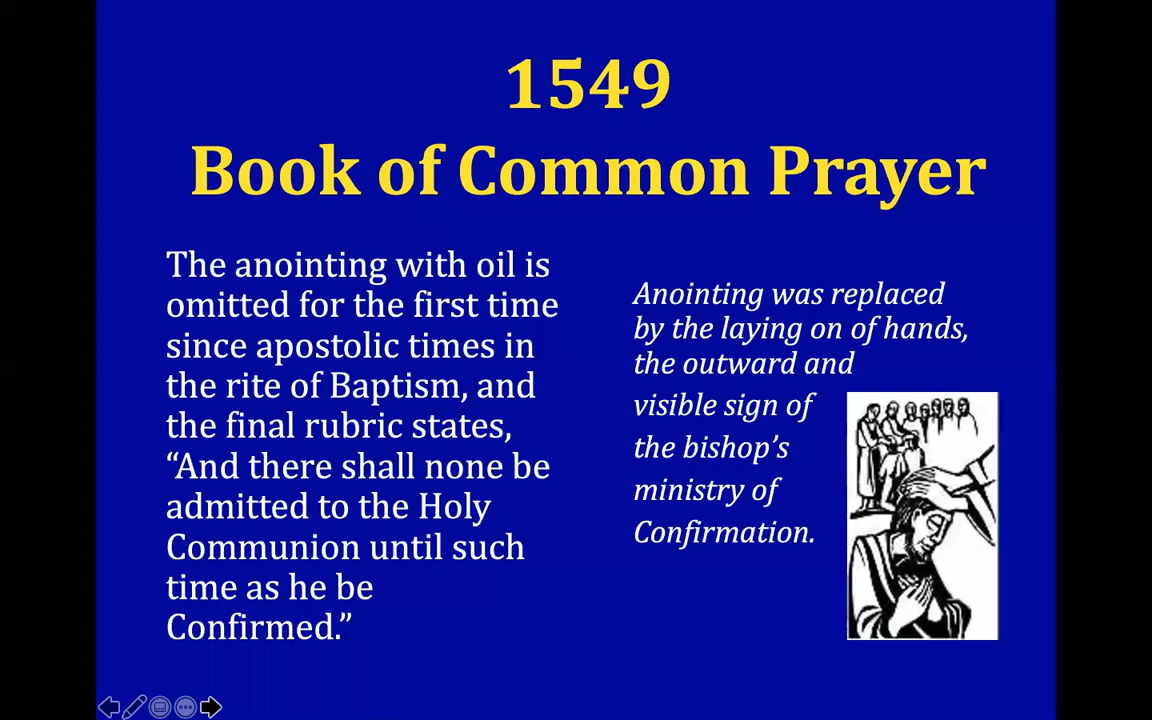 1549
Book of Common Prayer
The anointing with oil is
omitted for the first time
since apostolic times in
the rite of Baptism, and
the final rubric states,
“And there shall none be
admitted to the Holy
Communion until such
time as he be
Confirmed.”
Anointing was replaced
by the laying on of hands,
the outward and
visible sign of
the bishop’s
ministry of
Confirmation.